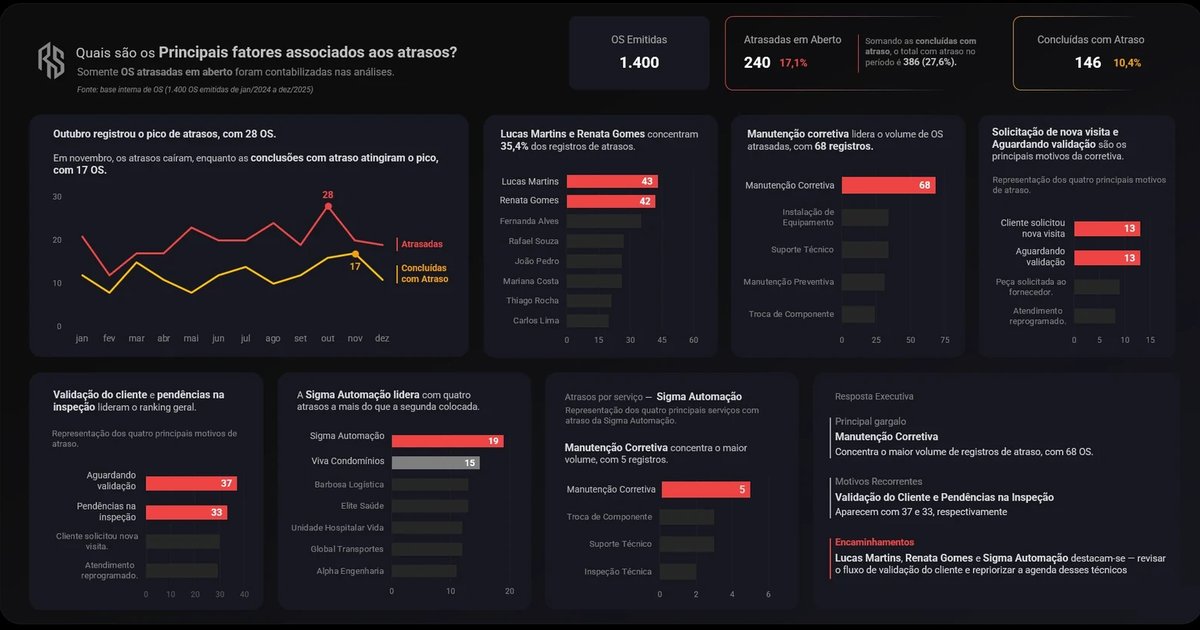 RS
Quais são os Principais fatores associados aos atrasos?
Somente OS atrasadas em aberto foram contabilizadas nas análises.
Fonte: base interna de OS (1.400 OS emitidas de jan/2024 a dez/2025)
OS Emitidas
1.400
Atrasadas em Aberto
240 17,1%
Somando as concluídas com
atraso, o total com atraso no
período é 386 (27,6%).
Concluídas com Atraso
146 10,4%
Outubro registrou o pico de atrasos, com 28 OS.
Em novembro, os atrasos caíram, enquanto as conclusões com atraso atingiram o pico,
com 17 OS.
30
20
10
0
28
17
Atrasadas
Concluídas
com Atraso
jan fev mar abr mai jun jul ago set out nov dez
Lucas Martins e Renata Gomes concentram
35,4% dos registros de atrasos.
Lucas Martins 43
Renata Gomes 42
Fernanda Alves
Rafael Souza
João Pedro
Mariana Costa
Thiago Rocha
Carlos Lima
0 15 30 45 60
Manutenção corretiva lidera o volume de OS
atrasadas, com 68 registros.
Manutenção Corretiva 68
Instalação de
Equipamento
Suporte Técnico
Manutenção Preventiva
Troca de Componente
0 25 50 75
Solicitação de nova visita e
Aguardando validação são os
principais motivos da corretiva.
Representação dos quatro principais motivos
de atraso.
Cliente solicitou
nova visita 13
Aguardando
validação 13
Peça solicitada ao
fornecedor.
Atendimento
reprogramado.
0 5 10 15
Validação do cliente e pendências na
inspeção lideram o ranking geral.
Representação dos quatro principais motivos de
atraso.
Aguardando
validação 37
Pendências na
inspeção 33
Cliente solicitou nova
visita.
Atendimento
reprogramado.
0 10 20 30 40
A Sigma Automação lidera com quatro
atrasos a mais do que a segunda colocada.
Sigma Automação 19
Viva Condomínios 15
Barbosa Logística
Elite Saúde
Unidade Hospitalar Vida
Global Transportes
Alpha Engenharia
0 10 20
Atrasos por serviço — Sigma Automação
Representação dos quatro principais serviços com
atraso da Sigma Automação.
Manutenção Corretiva concentra o maior
volume, com 5 registros.
Manutenção Corretiva 5
Troca de Componente
Suporte Técnico
Inspeção Técnica
0 2 4 6
Resposta Executiva
Principal gargalo
Manutenção Corretiva
Concentra o maior volume de registros de atraso, com 68 OS.
Motivos Recorrentes
Validação do Cliente e Pendências na Inspeção
Aparecem com 37 e 33, respectivamente
Encaminhamentos
Lucas Martins, Renata Gomes e Sigma Automação destacam-se — revisar
o fluxo de validação do cliente e repriorizar a agenda desses técnicos